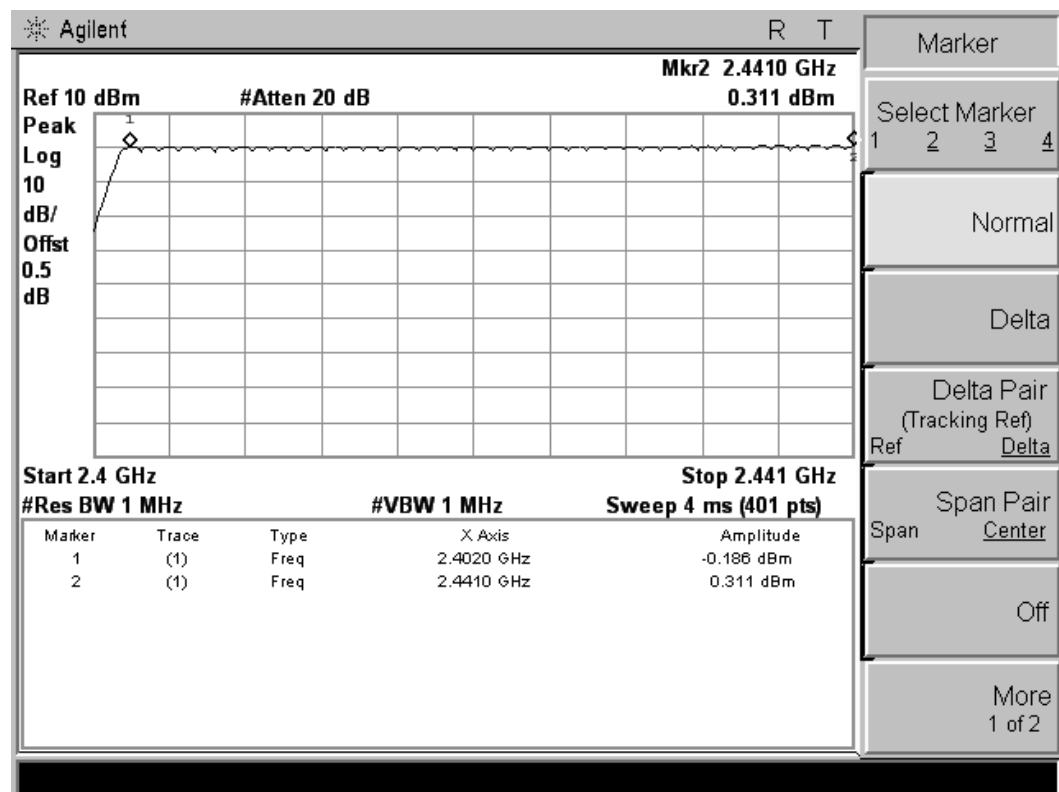 Agilent R T
Mkr2 2.4410 GHz
Ref 10 dBm #Atten 20 dB 0.311 dBm
Peak
Log
10
dB/
Offst
0.5
dB
1
2
Start 2.4 GHz Stop 2.441 GHz
#Res BW 1 MHz #VBW 1 MHz Sweep 4 ms (401 pts)
Marker Trace Type X Axis Amplitude
1 (1) Freq 2.4020 GHz -0.186 dBm
2 (1) Freq 2.4410 GHz 0.311 dBm
Marker
Select Marker
1 2 3 4
Normal
Delta
Delta Pair
(Tracking Ref)
Ref Delta
Span Pair
Span Center
Off
More
1 of 2